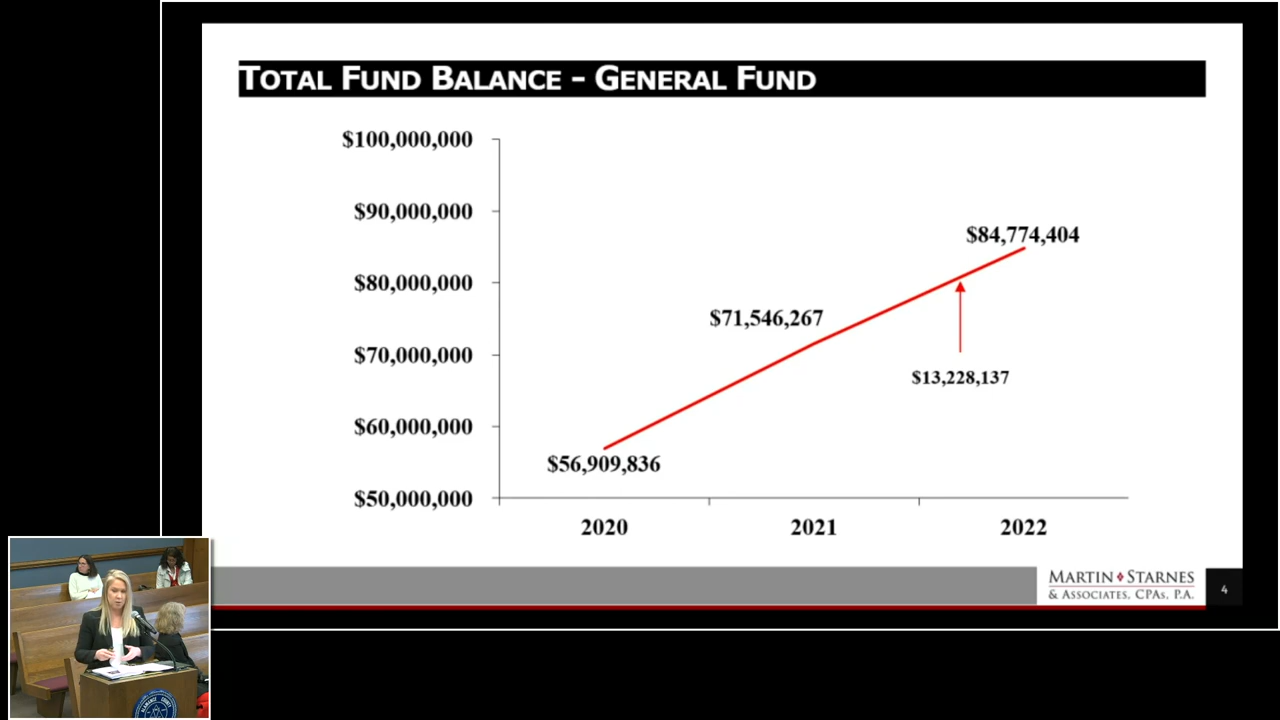 TOTAL FUND BALANCE - GENERAL FUND
$100,000,000
$90,000,000
$84,774,404
$80,000,000
$71,546,267
$70,000,000
$13,228,137
$60,000,000
$56,909,836
$50,000,000
2020 2021 2022
MARTIN STARNES
& ASSOCIATES, CPAS, P.A.
4
ALAMANCE COUNTY